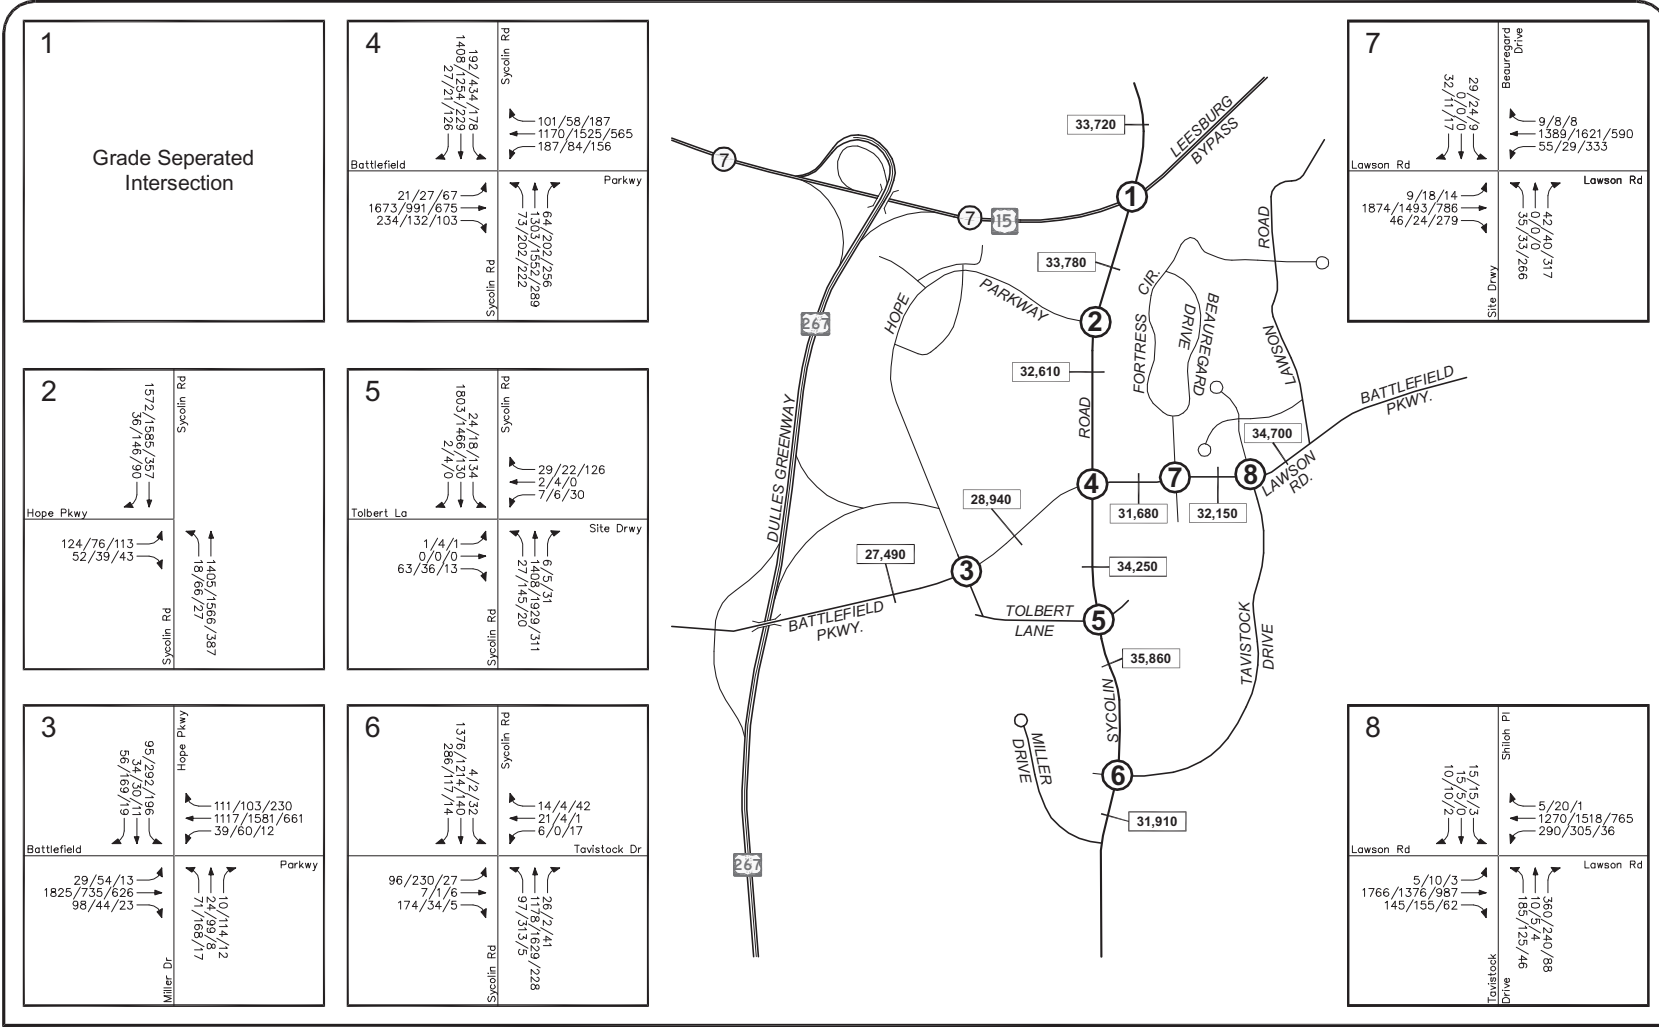 1
Grade Seperated
Intersection
4
Sycolin Rd
192/434/178
1408/1254/229
27/21/126
101/58/187
1170/1525/565
187/84/156
Battlefield
Parkway
21/27/67
1673/991/675
234/132/103
64/202/256
1303/1552/289
73/202/222
Sycolin Rd
7
Beauregard
Drive
29/24/9
0/0/0
32/11/17
9/8/8
1389/1621/590
55/29/333
Lawson Rd
Lawson Rd
9/18/14
1874/1493/786
46/24/279
42/40/317
0/0/0
35/33/266
Site Drwy
2
Sycolin Rd
1572/1585/357
36/146/90
Hope Pkwy
124/76/113
52/39/43
1405/1566/387
18/66/27
Sycolin Rd
5
Sycolin Rd
24/18/134
1803/1466/130
2/4/0
29/22/126
2/4/0
7/6/30
Tolbert La
Site Drwy
1/4/1
0/0/0
63/36/13
6/5/31
1408/1929/311
27/145/20
Sycolin Rd
3
Hope Pkwy
95/292/196
34/30/11
56/169/19
111/103/230
1117/1581/661
39/60/12
Battlefield
Parkwy
29/54/13
1825/735/626
98/44/23
10/114/12
24/99/8
71/168/17
Miller Dr
6
Sycolin Rd
4/2/32
1376/1214/140
286/117/14
14/4/42
21/4/1
6/0/17
Tavistock Dr
96/230/27
7/1/6
174/34/5
26/2/41
1178/1629/228
97/313/5
Sycolin Rd
8
Shiloh Pl
15/15/3
15/5/0
10/10/2
5/20/1
1270/1518/765
290/305/36
Lawson Rd
Lawson Rd
5/10/3
1766/1376/987
145/155/62
360/240/88
10/5/4
185/125/46
Tavistock
Drive
33,720
LEESBURG
BYPASS
7
1
7
15
33,780
ROAD
HOPE
PARKWAY
2
CIR.
FORTRESS
BEAUREGARD
DRIVE
LAWSON
267
32,610
ROAD
BATTLEFIELD
PKWY.
DULLES GREENWAY
34,700
4
7
8
LAWSON
RD.
28,940
31,680
32,150
27,490
3
34,250
BATTLEFIELD
PKWY.
TOLBERT
LANE
5
TAVISTOCK
DRIVE
35,860
SYCOLIN
MILLER
DRIVE
6
31,910
267